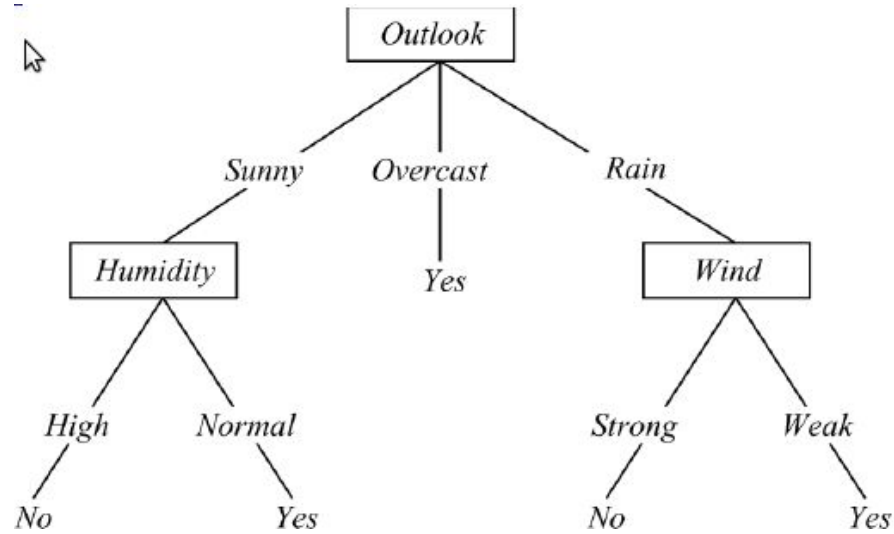 Outlook
Sunny Overcast Rain
Humidity Yes Wind
High Normal Strong Weak
No Yes No Yes